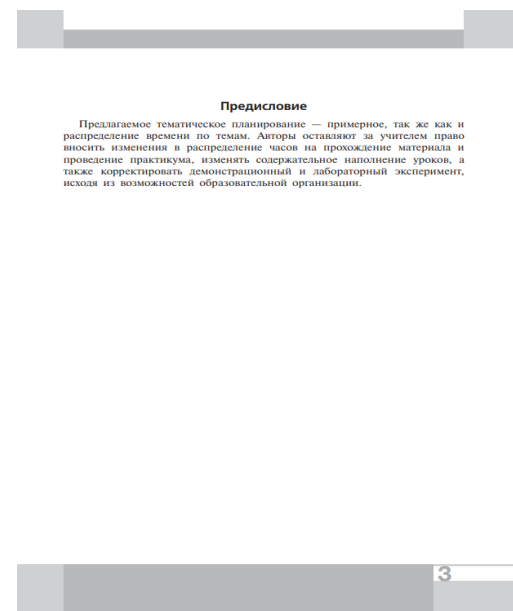 Предисловие
Предлагаемое тематическое планирование — примерное, так же как и
распределение времени по темам. Авторы оставляют за учителем право
вносить изменения в распределение часов на прохождение материала и
проведение практикума, изменять содержательное наполнение уроков, а
также корректировать демонстрационный и лабораторный эксперимент,
исходя из возможностей образовательной организации.
3